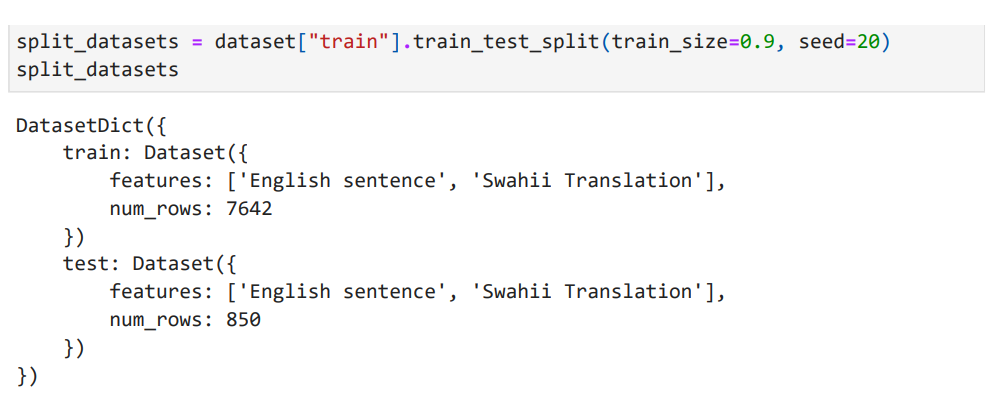 split_datasets = dataset["train"].train_test_split(train_size=0.9, seed=20)
split_datasets
DatasetDict({
    train: Dataset({
        features: ['English sentence', 'Swahii Translation'],
        num_rows: 7642
    })
    test: Dataset({
        features: ['English sentence', 'Swahii Translation'],
        num_rows: 850
    })
})